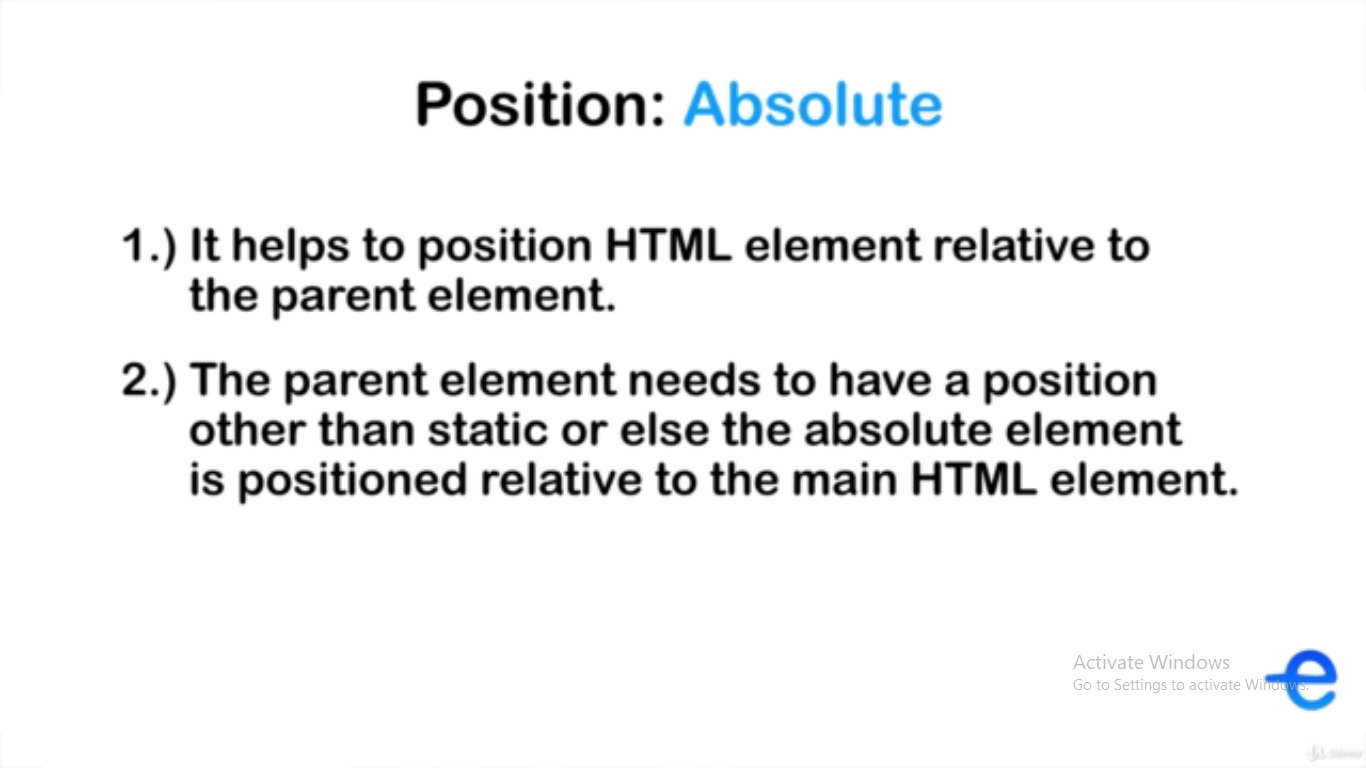 Position: Absolute
1.) It helps to position HTML element relative to
the parent element.
2.) The parent element needs to have a position
other than static or else the absolute element
is positioned relative to the main HTML element.
Activate Windows
Go to Settings to activate Windows.
e
Udemy